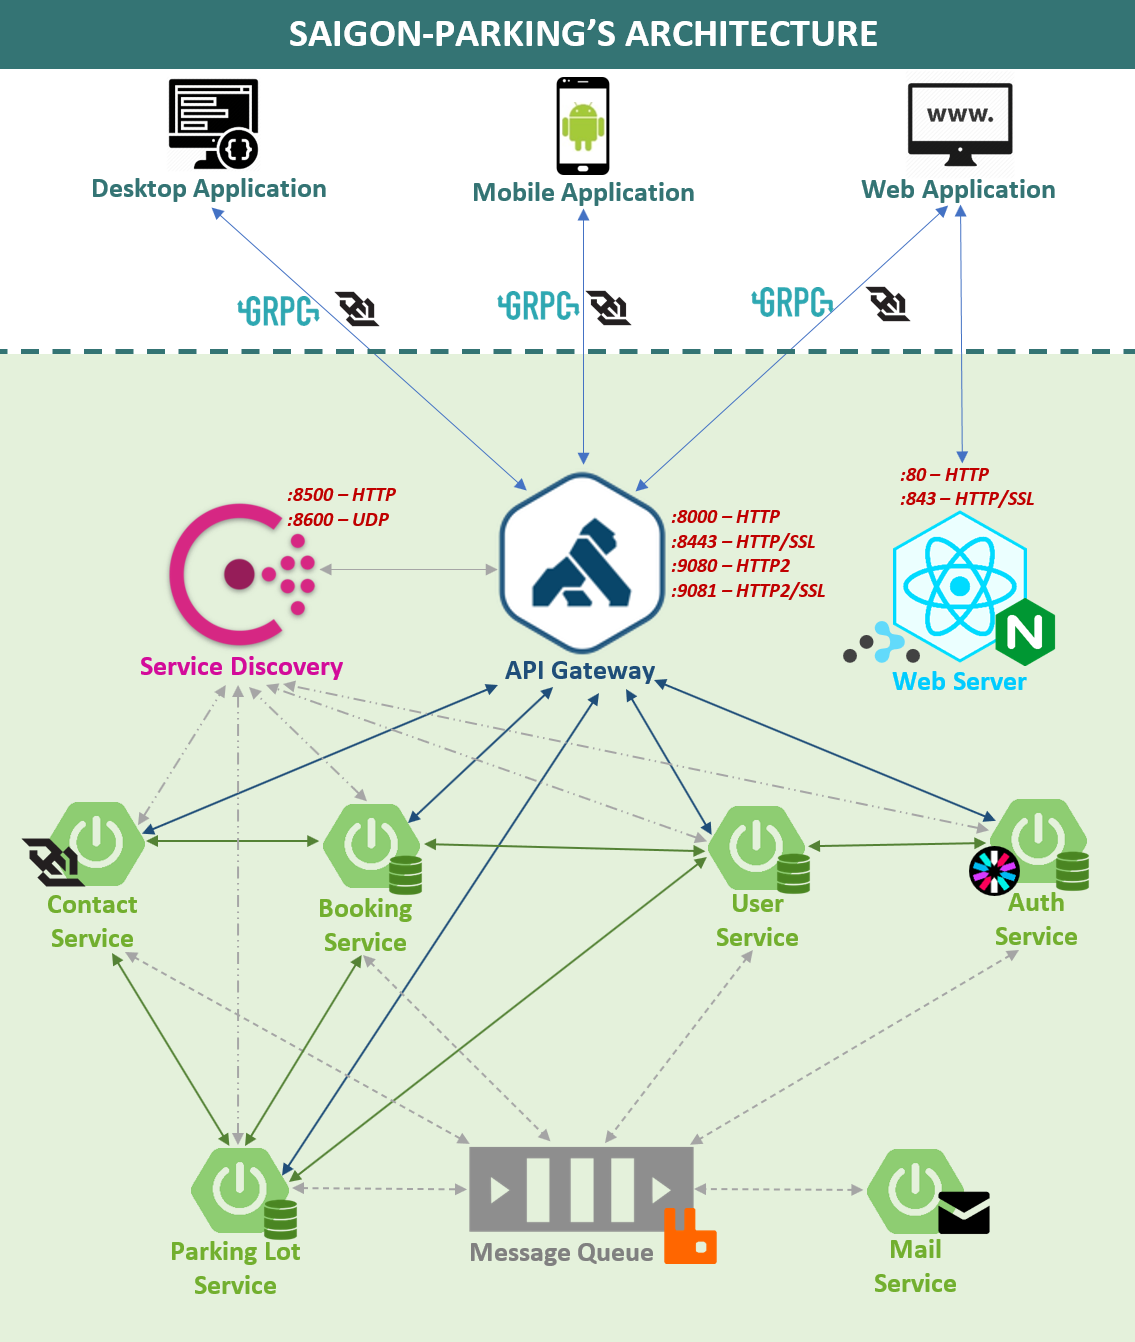 SAIGON-PARKING'S ARCHITECTURE
WWW.
{}
Desktop Application
Mobile Application
Web Application
GRPC
GRPC
GRPC
:80 – HTTP
:843 – HTTP/SSL
:8500 – HTTP
:8600 – UDP
:8000 – HTTP
:8443 – HTTP/SSL
:9080 – HTTP2
:9081 – HTTP2/SSL
N
Service Discovery
API Gateway
Web Server
Contact
Service
Booking
Service
User
Service
Auth
Service
Parking Lot
Service
Message Queue
Mail
Service